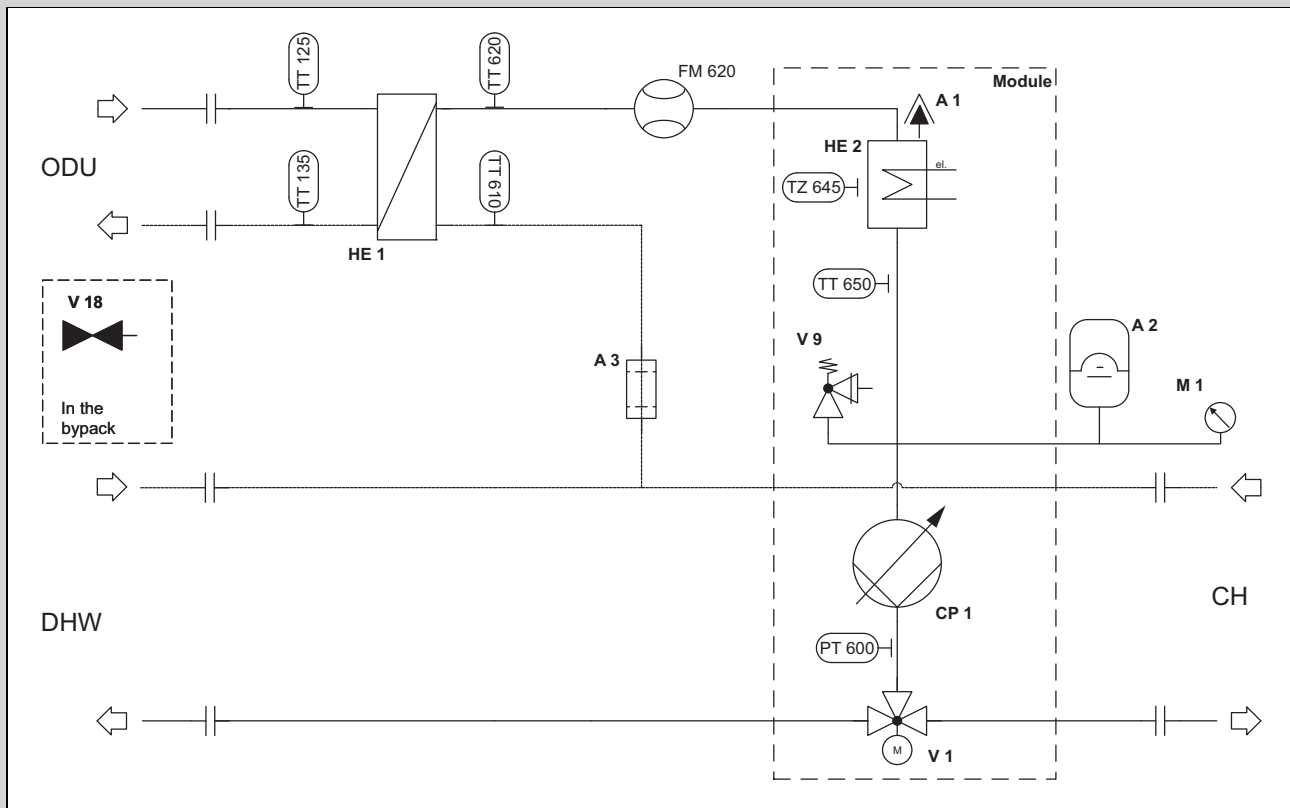 TT 125
TT 620
FM 620
Module
A 1
HE 2
el.
ODU
TT 135
TT 610
TZ 645
HE 1
TT 650
V 18
V 9
A 2
A 3
M 1
In the
bypack
DHW
CH
CP 1
PT 600
M
V 1